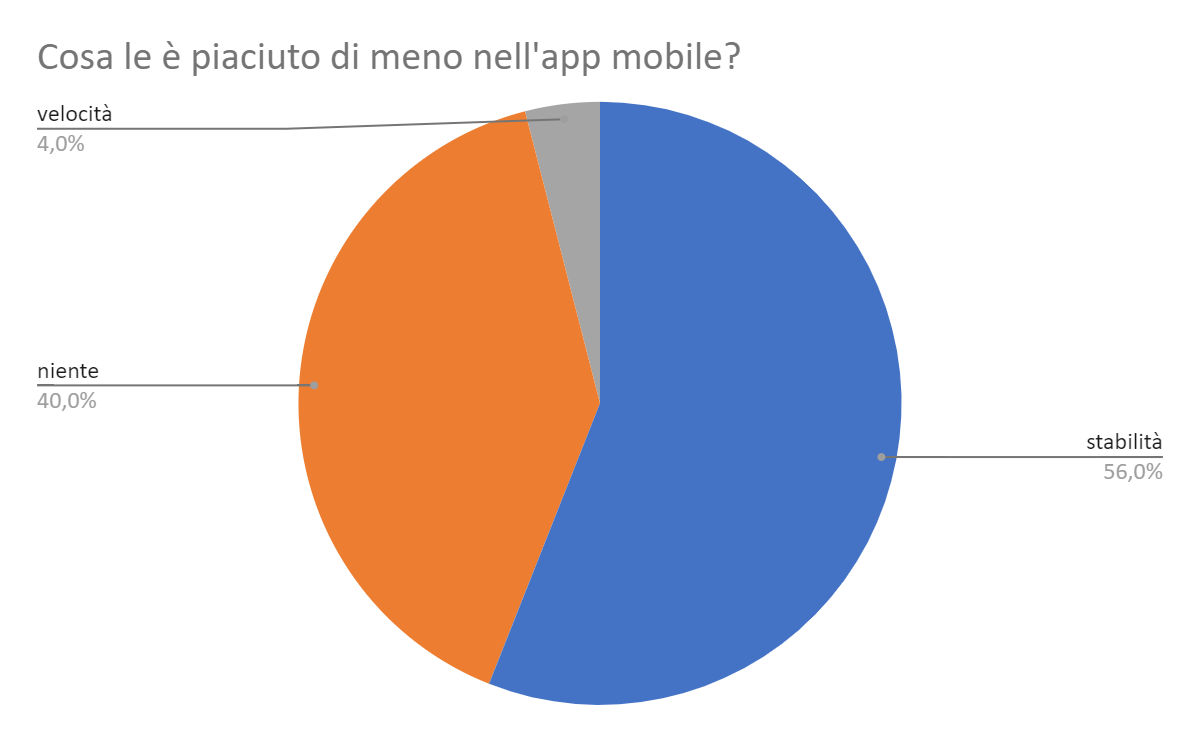 Cosa le è piaciuto di meno nell'app mobile?
velocità
4,0%
niente
40,0%
stabilità
56,0%